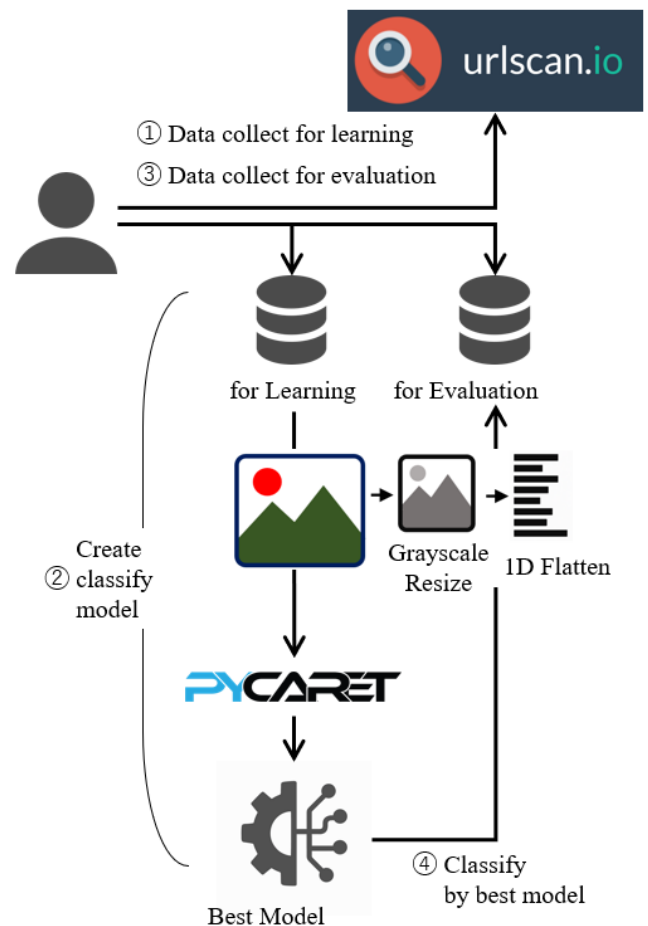 urlscan.io
① Data collect for learning
③ Data collect for evaluation
for Learning
for Evaluation
Grayscale
Resize
1D Flatten
② Create
classify
model
PYCARET
④ Classify
by best model
Best Model